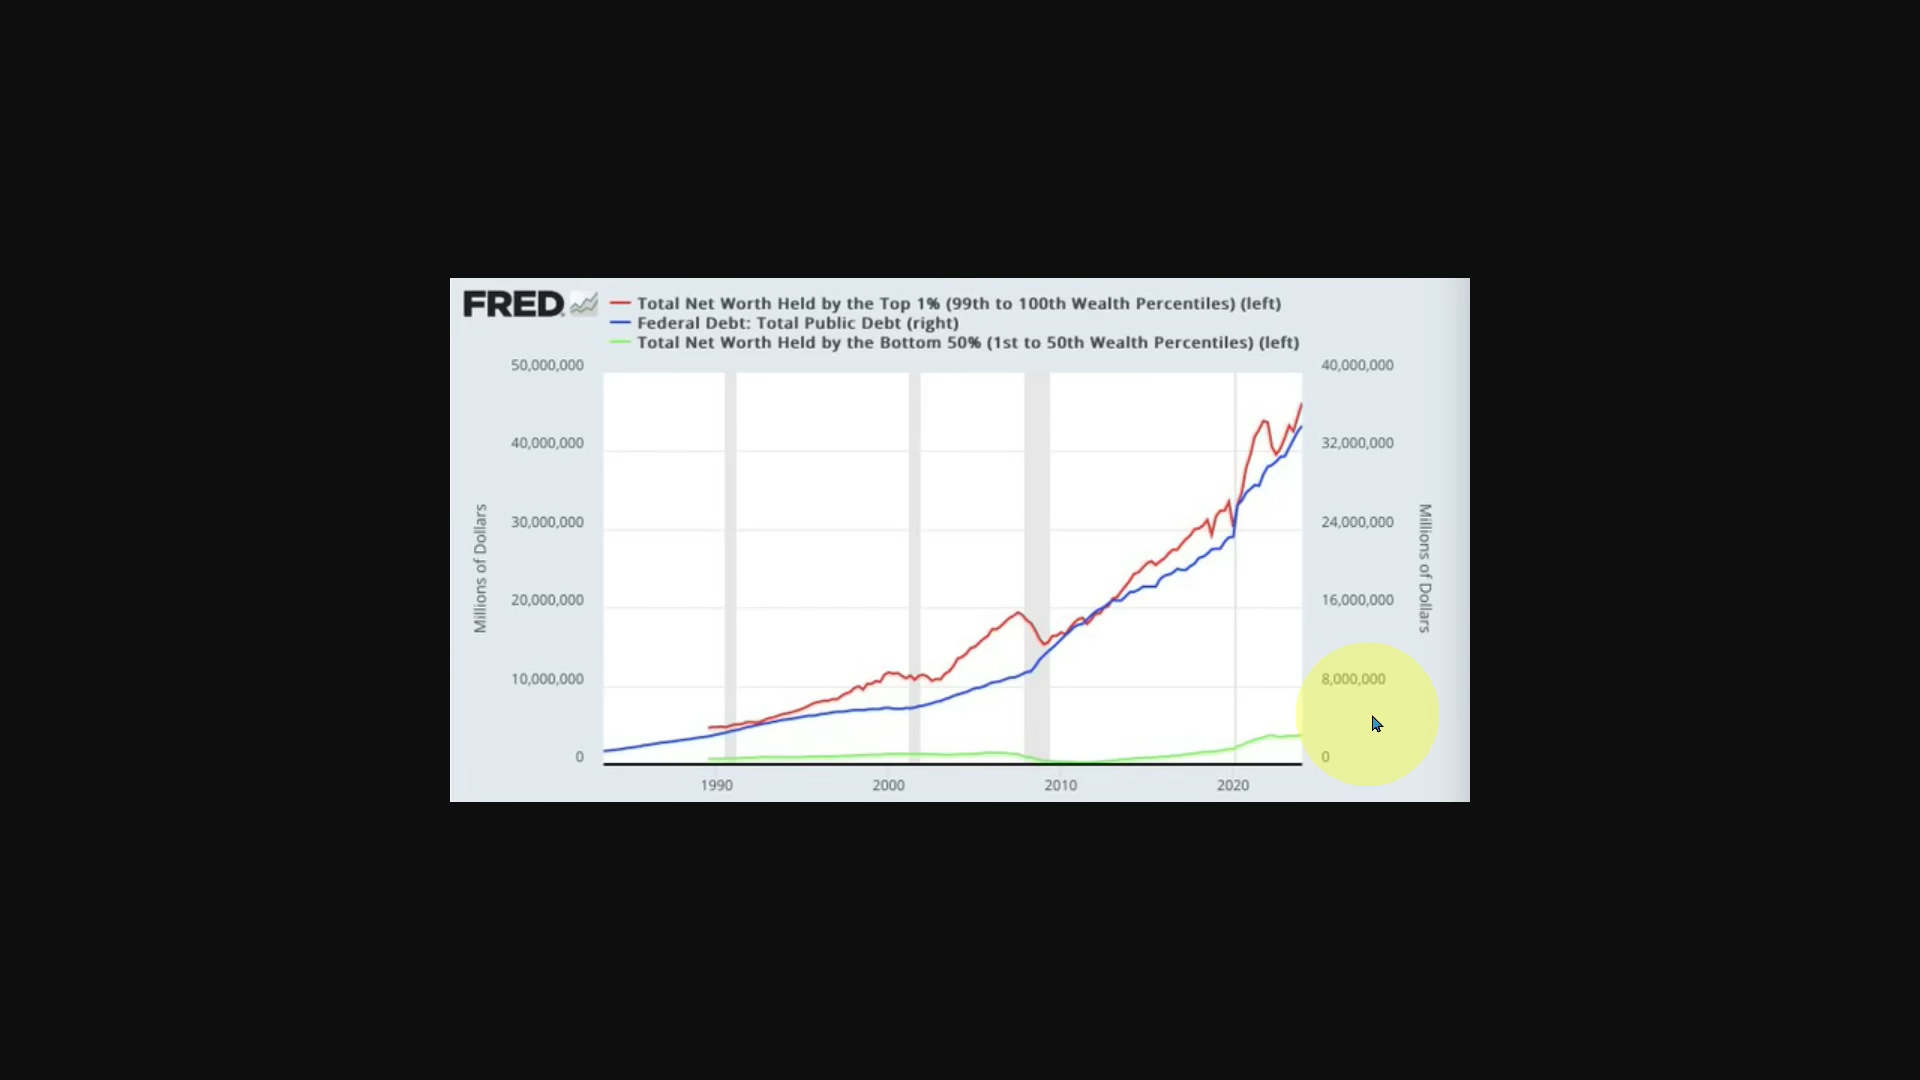 FRED
Total Net Worth Held by the Top 1% (99th to 100th Wealth Percentiles) (left)
Federal Debt: Total Public Debt (right)
Total Net Worth Held by the Bottom 50% (1st to 50th Wealth Percentiles) (left)
50,000,000
40,000,000
30,000,000
20,000,000
10,000,000
0
Millions of Dollars
40,000,000
32,000,000
24,000,000
16,000,000
8,000,000
0
Millions of Dollars
1990
2000
2010
2020